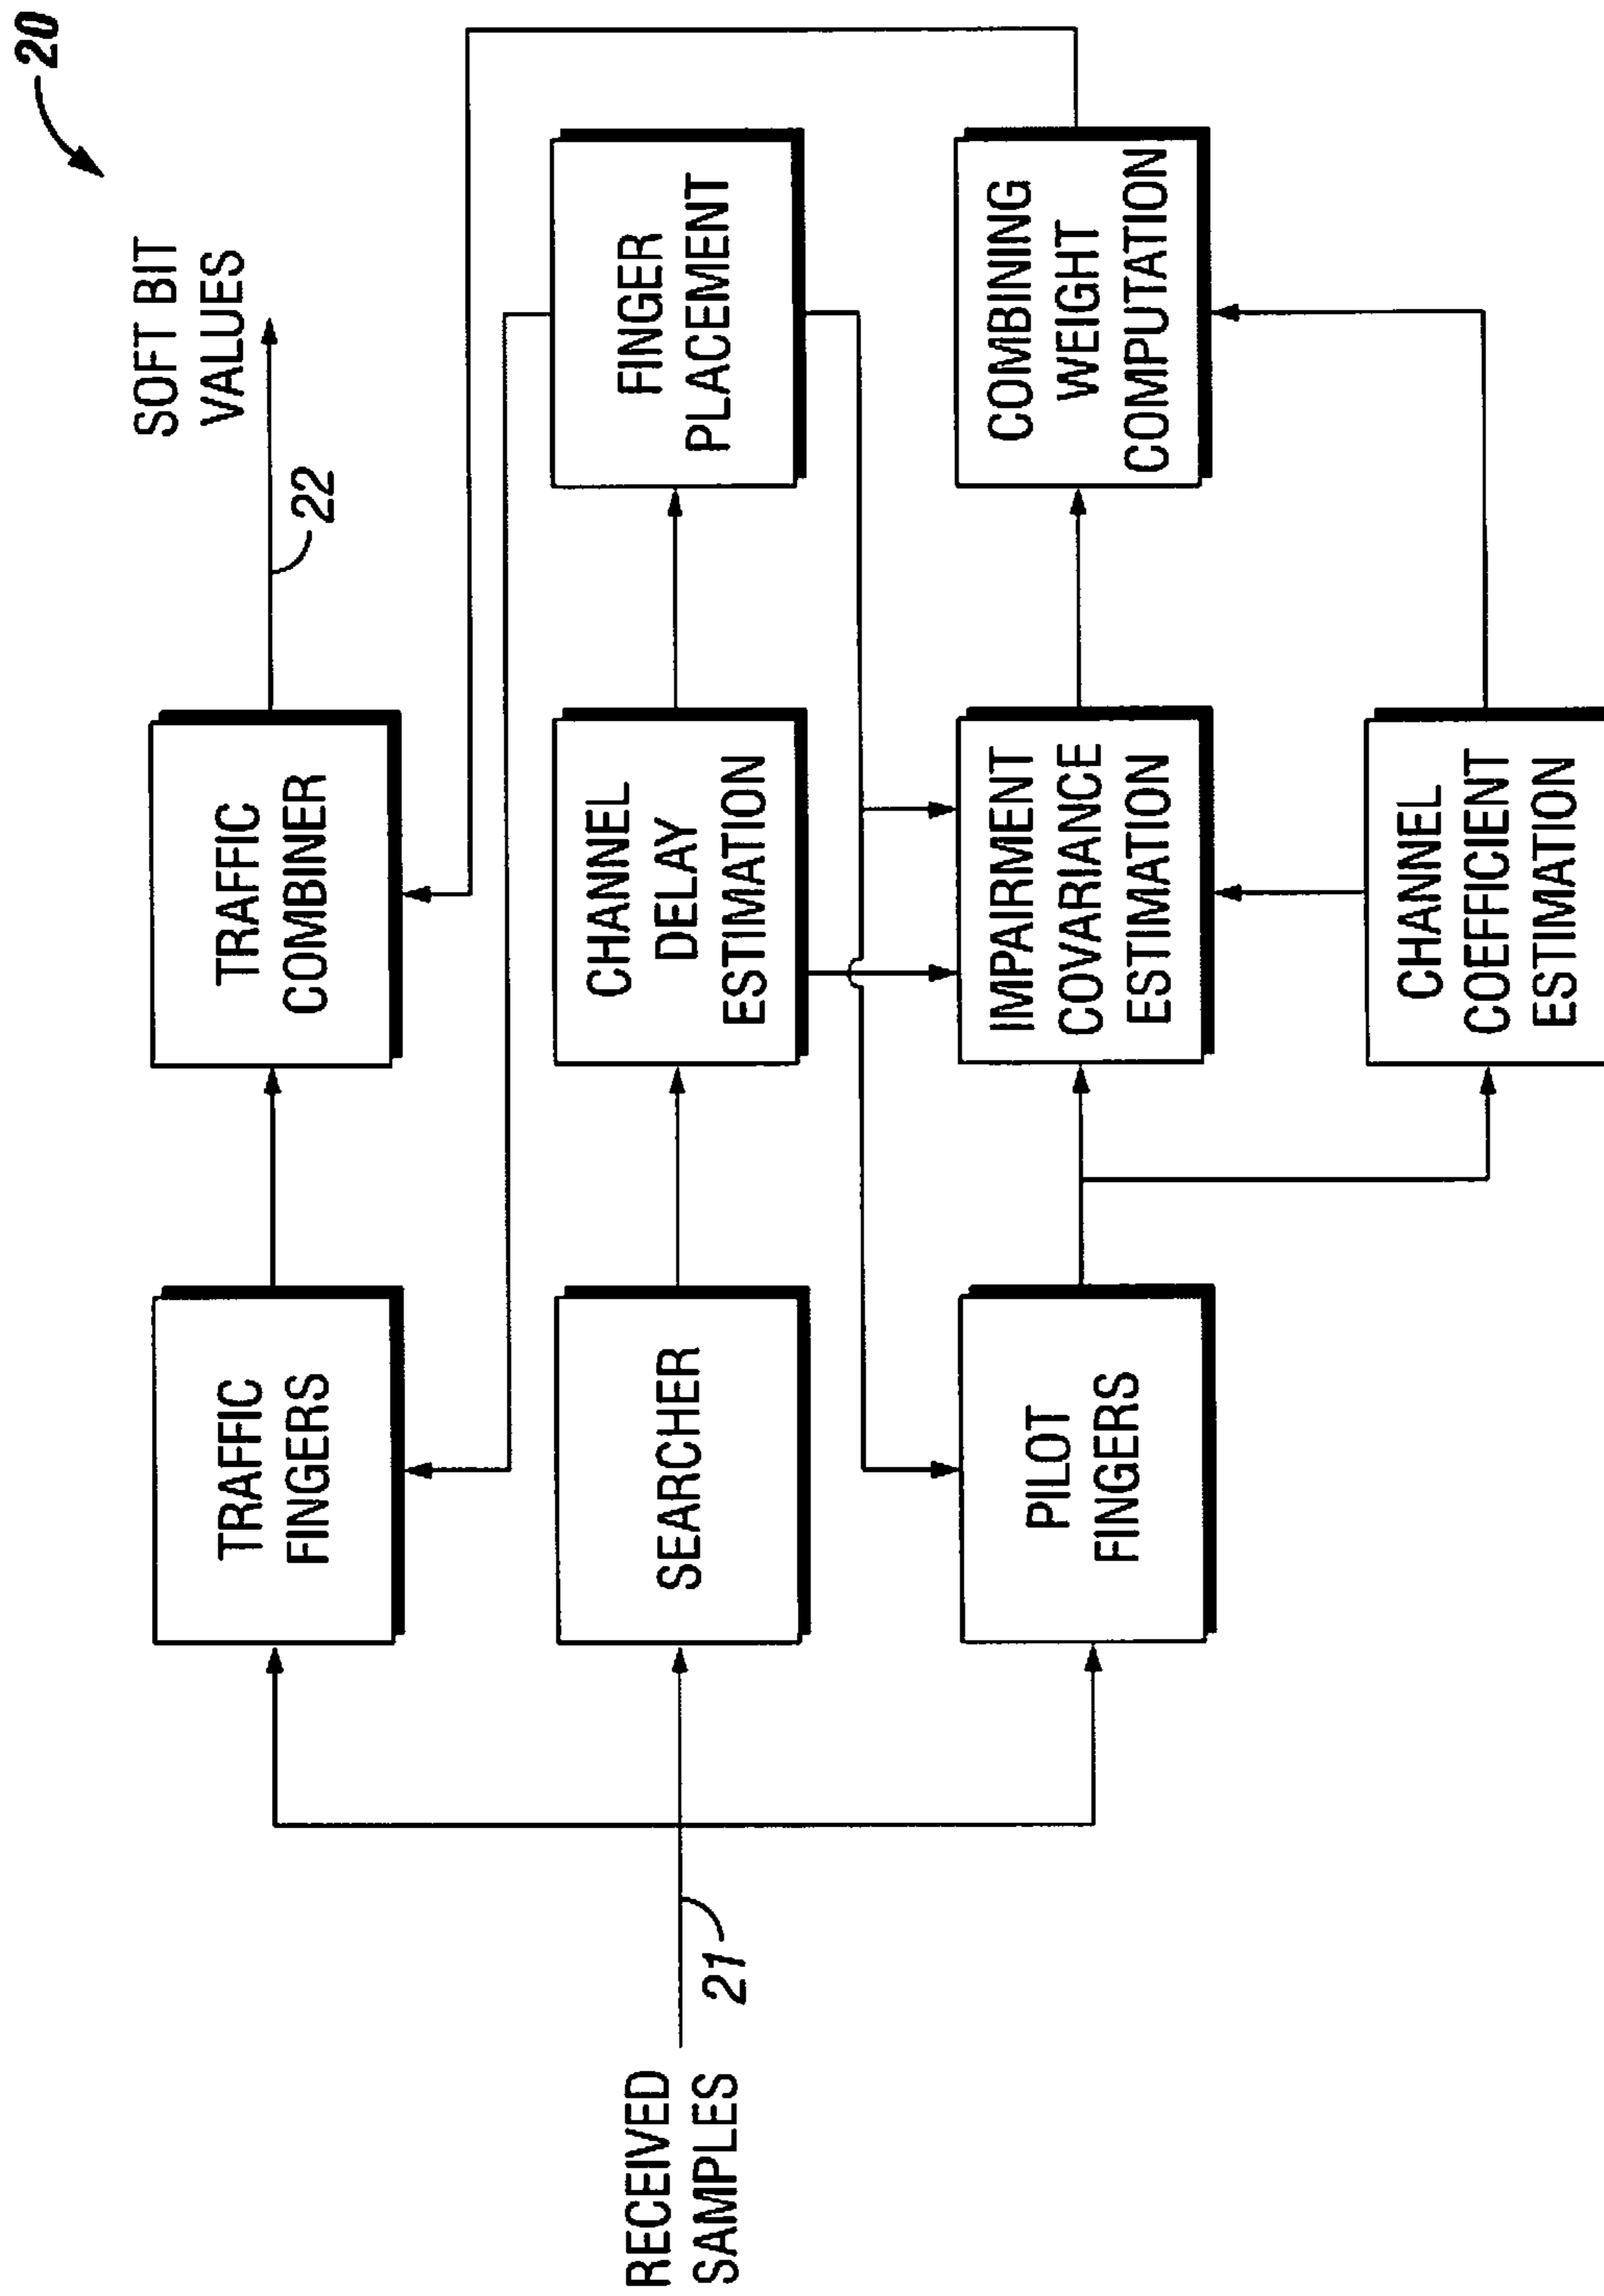 20
SOFT BIT
VALUES
22
TRAFFIC
FINGERS
TRAFFIC
COMBINER
RECEIVED
SAMPLES
21
SEARCHER
CHANNEL
DELAY
ESTIMATION
FINGER
PLACEMENT
PILOT
FINGERS
IMPAIRMENT
COVARIANCE
ESTIMATION
COMBINING
WEIGHT
COMPUTATION
CHANNEL
COEFFICIENT
ESTIMATION